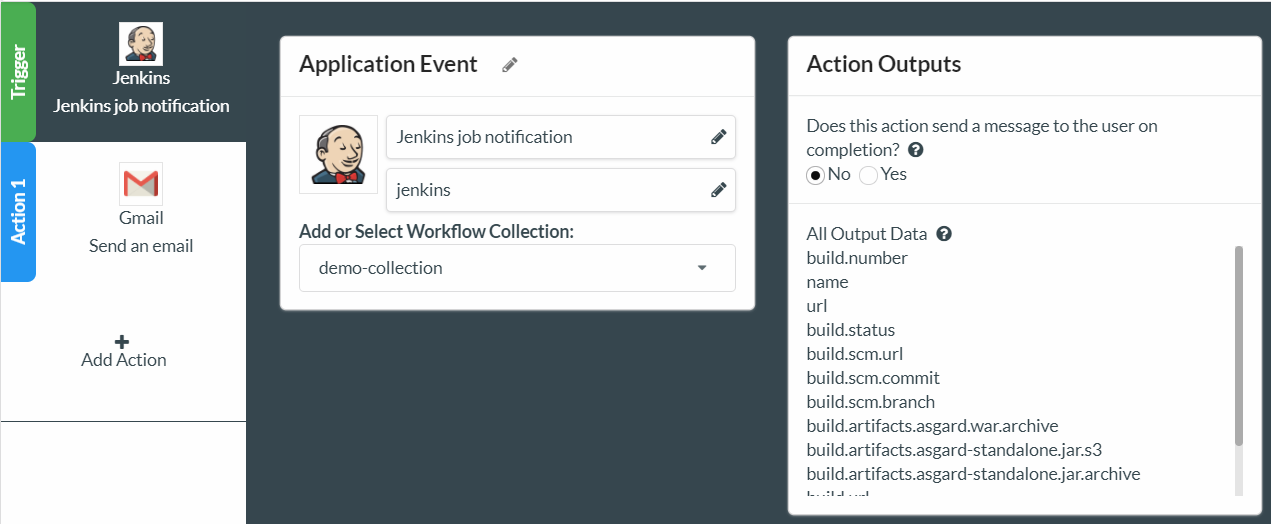 Trigger
Jenkins
Jenkins job notification
Action 1
Gmail
Send an email
Add Action
Application Event
Jenkins job notification
jenkins
Add or Select Workflow Collection:
demo-collection
Action Outputs
Does this action send a message to the user on
completion?
No Yes
All Output Data
build.number
name
url
build.status
build.scm.url
build.scm.commit
build.scm.branch
build.artifacts.asgard.war.archive
build.artifacts.asgard-standalone.jar.s3
build.artifacts.asgard-standalone.jar.archive
build.url